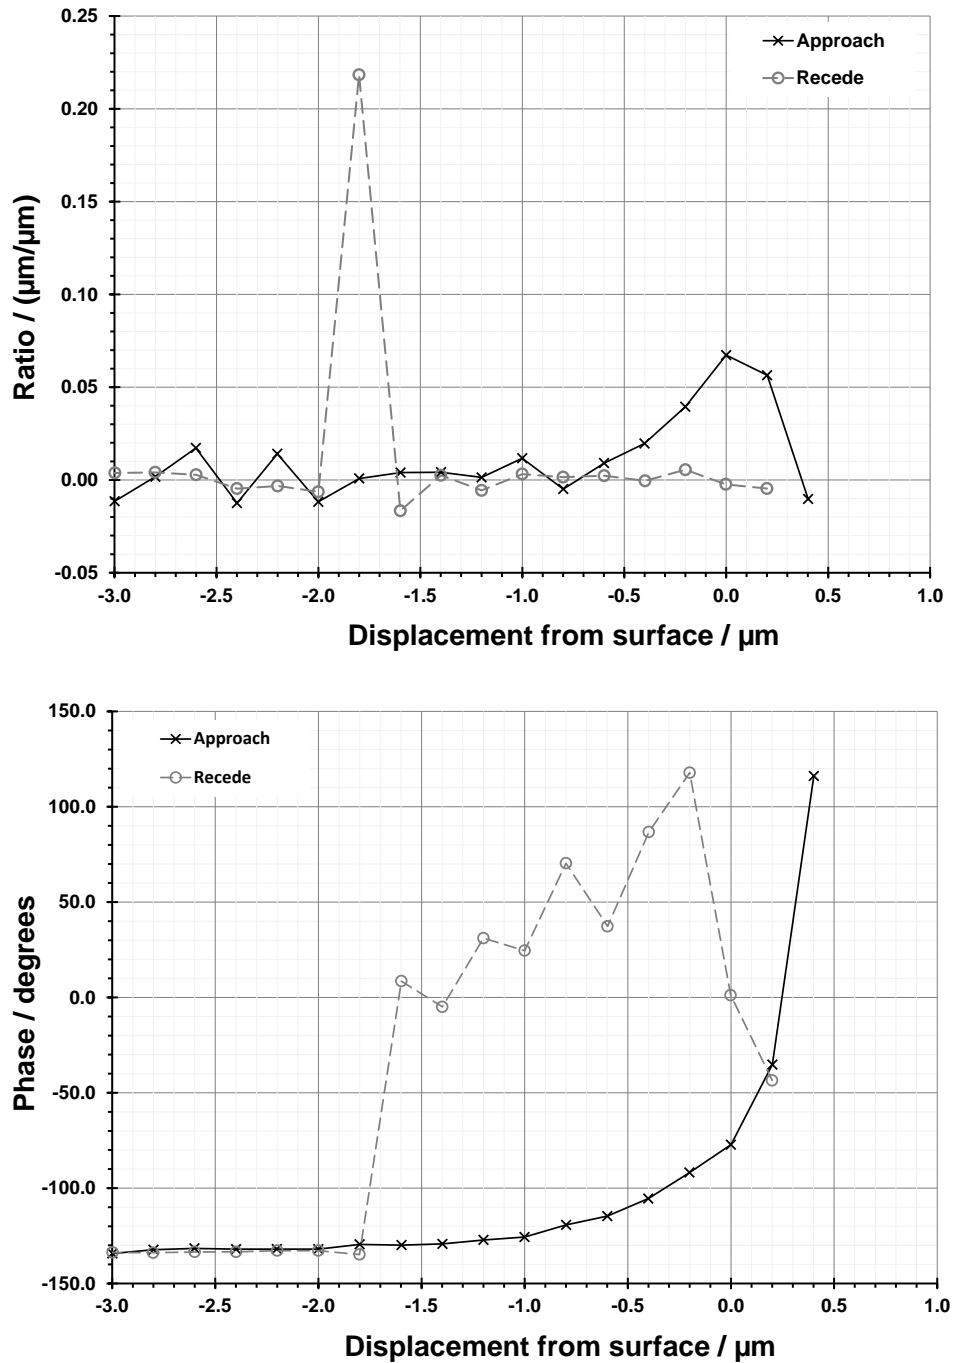 0.25
0.20
0.15
0.10
0.05
0.00
-0.05
Ratio / (µm/µm)
Approach
Recede
-3.0 -2.5 -2.0 -1.5 -1.0 -0.5 0.0 0.5 1.0
Displacement from surface / µm
150.0
100.0
50.0
0.0
-50.0
-100.0
-150.0
Phase / degrees
Approach
Recede
-3.0 -2.5 -2.0 -1.5 -1.0 -0.5 0.0 0.5 1.0
Displacement from surface / µm